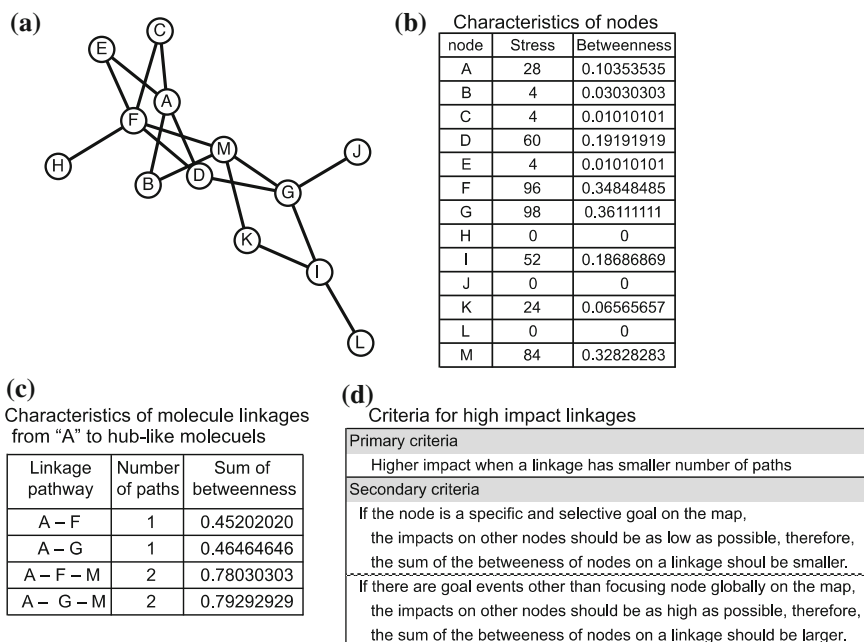 (a)
C
E
A
F
M
J
H
B
D
G
K
I
L
(b)
Characteristics of nodes
node Stress Betweenness
A 28 0.10353535
B 4 0.03030303
C 4 0.01010101
D 60 0.19191919
E 4 0.01010101
F 96 0.34848485
G 98 0.36111111
H 0 0
I 52 0.18686869
J 0 0
K 24 0.06565657
L 0 0
M 84 0.32828283
(c)
Characteristics of molecule linkages
from “A” to hub-like molecuels
Linkage pathway Number of paths Sum of betweenness
A – F 1 0.45202020
A – G 1 0.46464646
A – F – M 2 0.78030303
A – G – M 2 0.79292929
(d)
Criteria for high impact linkages
Primary criteria
Higher impact when a linkage has smaller number of paths
Secondary criteria
If the node is a specific and selective goal on the map,
the impacts on other nodes should be as low as possible, therefore,
the sum of the betweeness of nodes on a linkage shoud be smaller.
If there are goal events other than focusing node globally on the map,
the impacts on other nodes should be as high as possible, therefore,
the sum of the betweeness of nodes on a linkage should be larger.